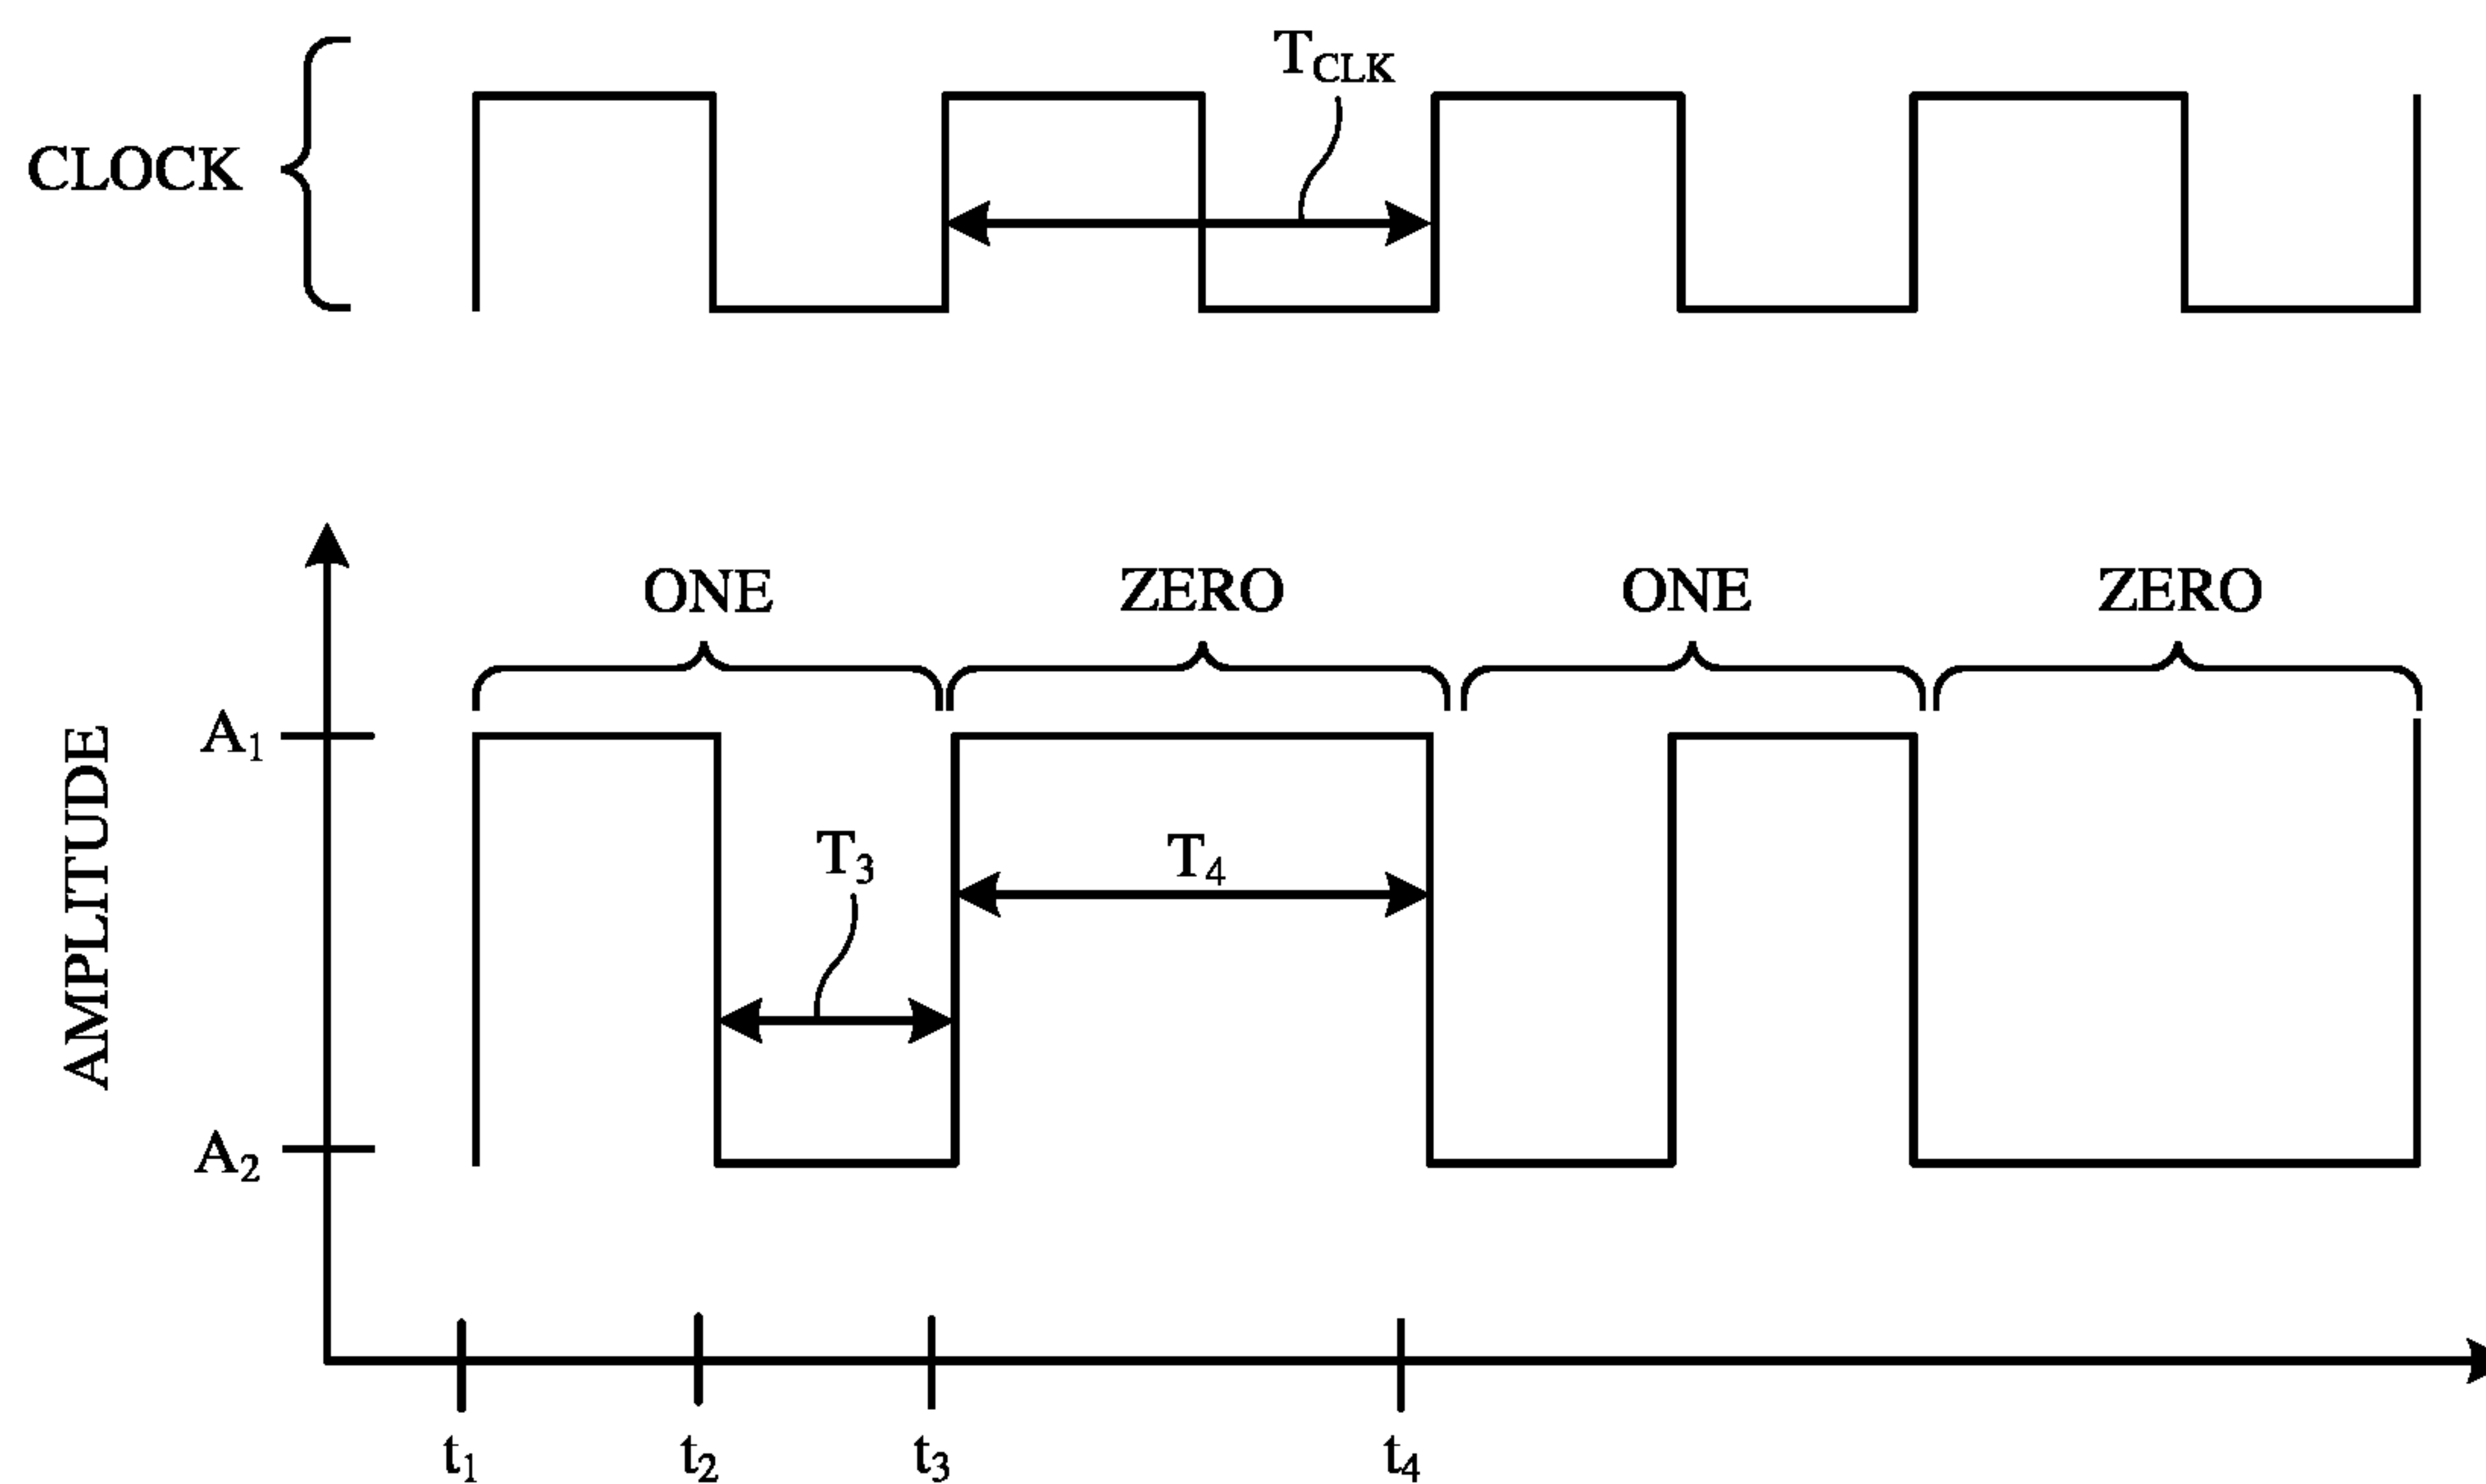 T_CLK
CLOCK
ONE ZERO ONE ZERO
A₁
AMPLITUDE
T₃ T₄
A₂
t₁ t₂ t₃ t₄